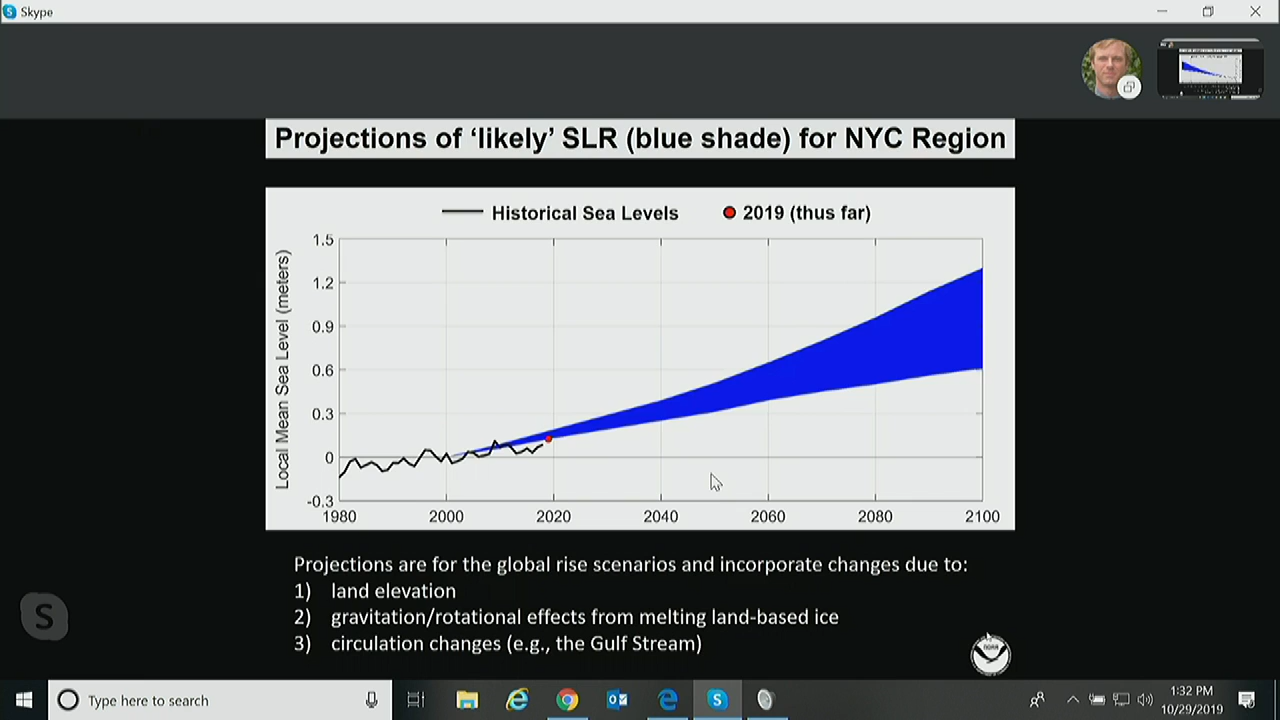 Skype
Projections of ‘likely’ SLR (blue shade) for NYC Region
Historical Sea Levels
2019 (thus far)
Local Mean Sea Level (meters)
1.5
1.2
0.9
0.6
0.3
0
-0.3
1980 2000 2020 2040 2060 2080 2100
Projections are for the global rise scenarios and incorporate changes due to:
1) land elevation
2) gravitation/rotational effects from melting land-based ice
3) circulation changes (e.g., the Gulf Stream)
S
NOAA
Type here to search
1:32 PM
10/29/2019